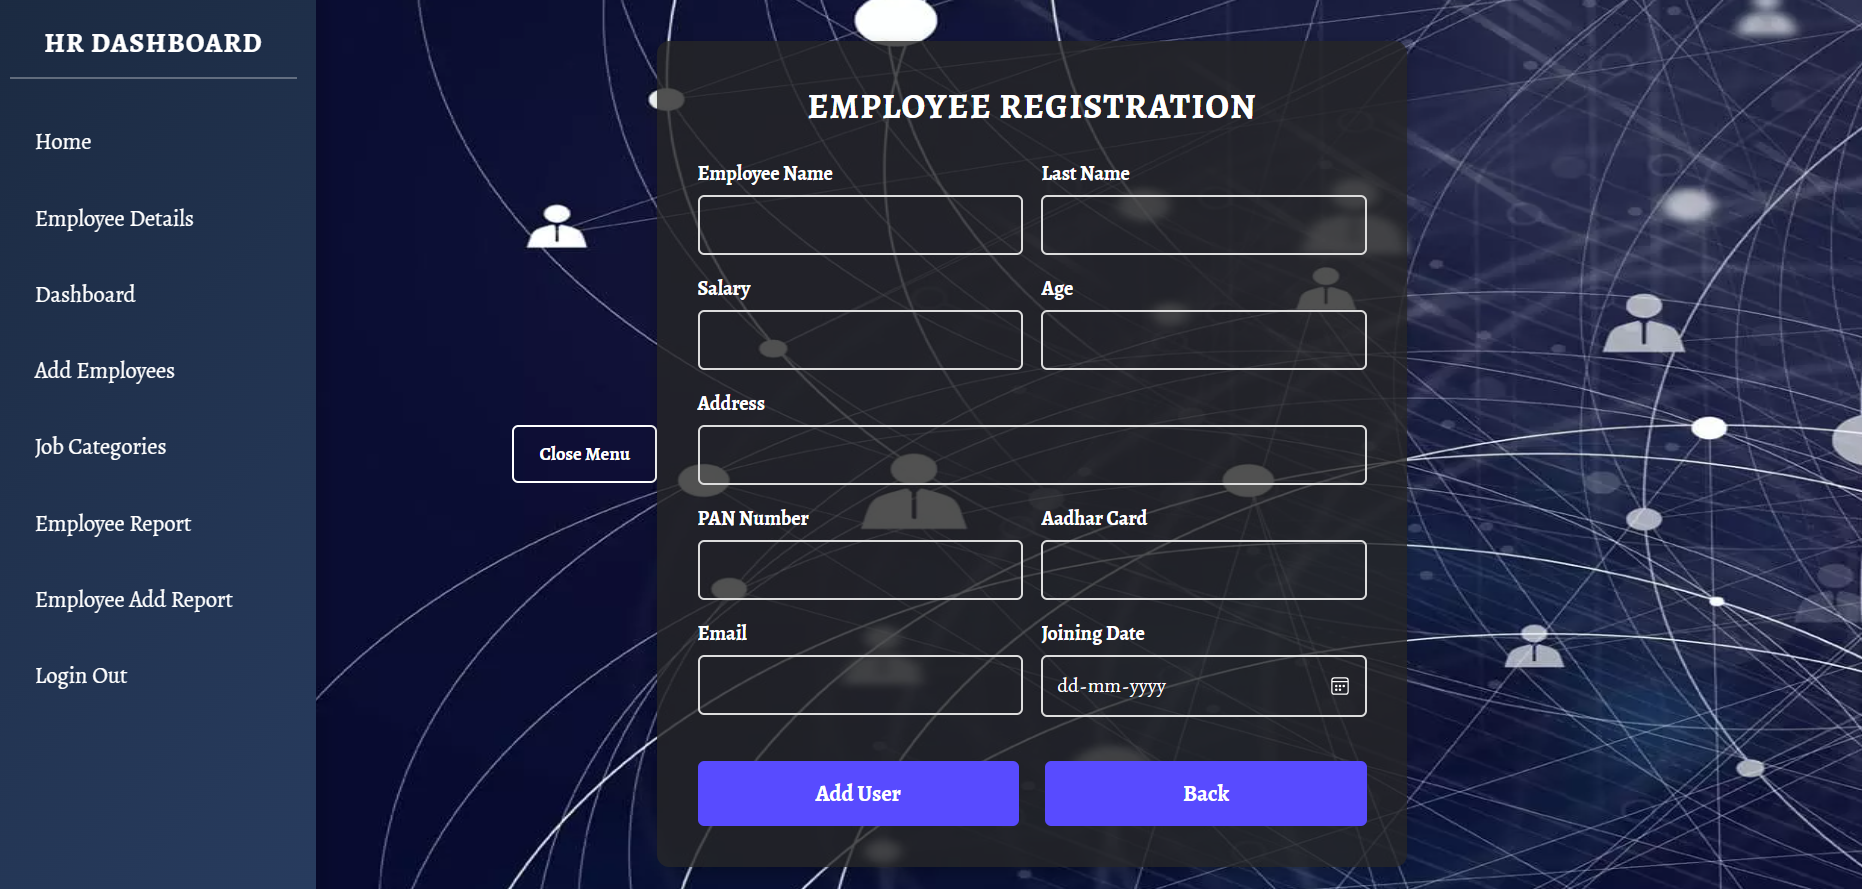 HR DASHBOARD
Home
Employee Details
Dashboard
Add Employees
Job Categories
Employee Report
Employee Add Report
Login Out
Close Menu
EMPLOYEE REGISTRATION
Employee Name
Last Name
Salary
Age
Address
PAN Number
Aadhar Card
Email
Joining Date
dd-mm-yyyy
Add User
Back